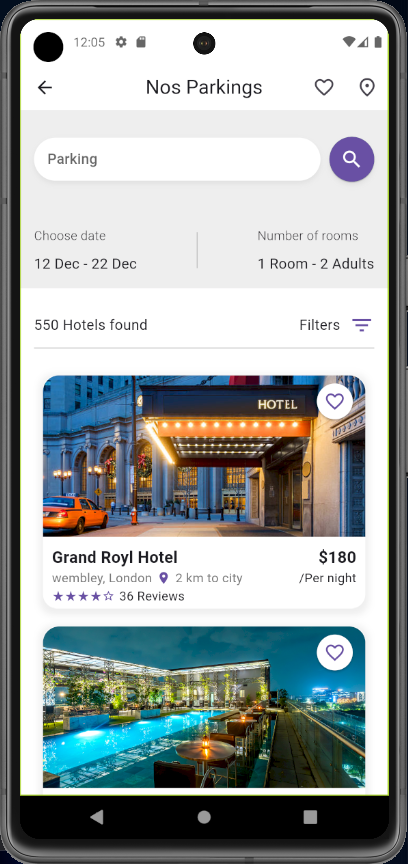 12:05
Nos Parkings
Parking
Choose date
Number of rooms
12 Dec - 22 Dec
1 Room - 2 Adults
550 Hotels found
Filters
HOTEL
Grand Royl Hotel
$180
wembley, London
2 km to city
/Per night
36 Reviews